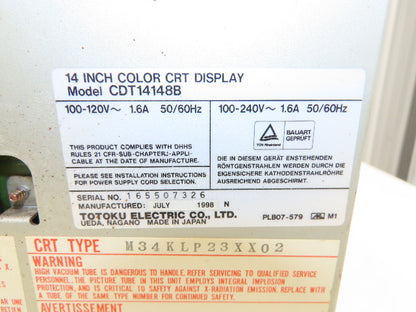 14 INCH COLOR CRT DISPLAY
Model CDT14148B
100-120V～ 1.6A 50/60Hz
100-240V～ 1.6A 50/60Hz
TÜV Rheinland
BAUART
GEPRÜFT
THIS PRODUCT COMPLIES WITH DHHS
RULES 21 CFR-SUB-CHAPTERJ-APPLI-
CABLE AT THE DATE OF MANUFACTURE.
PLEASE SEE INSTALLATION INSTRUCTIONS
FOR POWER SUPPLY CORD SELECTION.
DIE IN DIESEM GERÄT ENSTEHENDEN
RÖNTGENSTRAHLEN WERDEN DURCH DIE
EIGENSICHERE KATHODENSTRAHLRÖHRE
AUSREICHEND ABGESCHIRMT.
SERIAL NO. 165507326
MANUFACTURED: JULY 1998 N
TOTOKU ELECTRIC CO., LTD.
UEDA, NAGANO MADE IN JAPAN
PLB07-579 M1
CRT TYPE M34KLP23XX02
WARNING
HIGH VACUUM TUBE IS DANGEROUS TO HANDLE. REFER SERVICING TO QUALIFIED SERVICE
PERSONNEL. THE PICTURE TUBE IN THIS UNIT EMPLOYS INTEGRAL IMPLOSION
PROTECTION, AND IS CRITICAL TO SAFETY AGAINST X-RADIATION EMISSION. REPLACE WITH
A TUBE OF THE SAME TYPE NUMBER FOR CONTINUED SAFETY.
AVERTISSEMENT